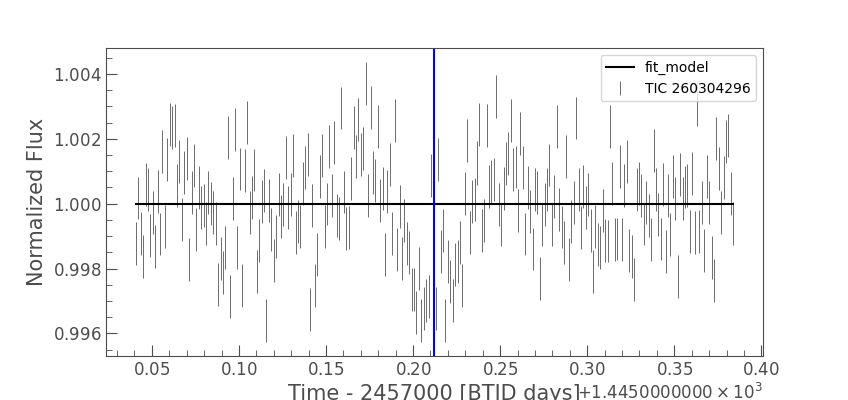 1.004
1.002
1.000
0.998
0.996
Normalized Flux
fit_model
TIC 260304296
0.05 0.10 0.15 0.20 0.25 0.30 0.35 0.40
Time - 2457000 [BTJD days]
+1.4450000000 × 10³